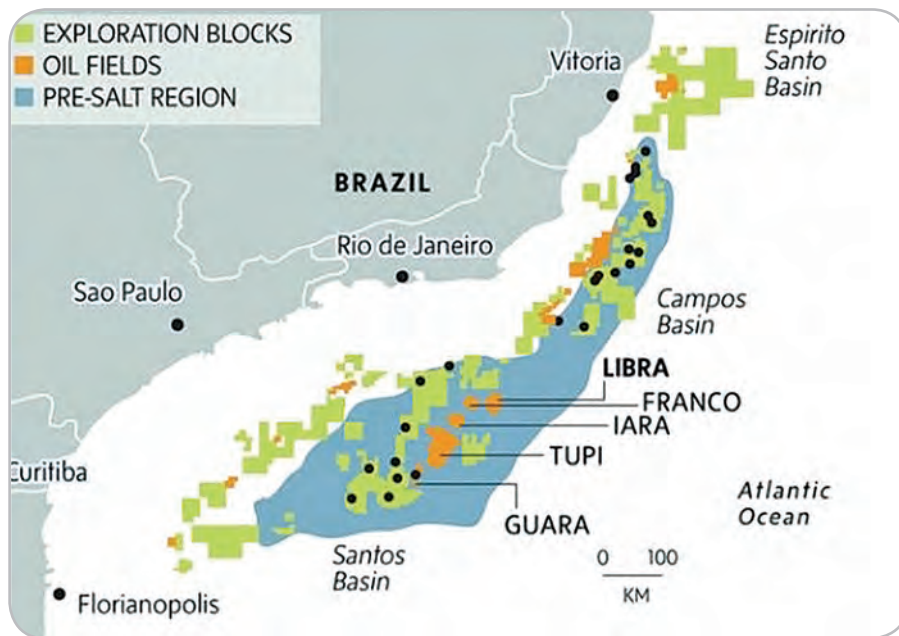 EXPLORATION BLOCKS
OIL FIELDS
PRE-SALT REGION
Vitoria
Espirito
Santo
Basin
BRAZIL
Rio de Janeiro
Sao Paulo
Campos
Basin
LIBRA
FRANCO
IARA
TUPI
GUARA
Curitiba
Atlantic
Ocean
Santos
Basin
0 100
KM
Florianopolis